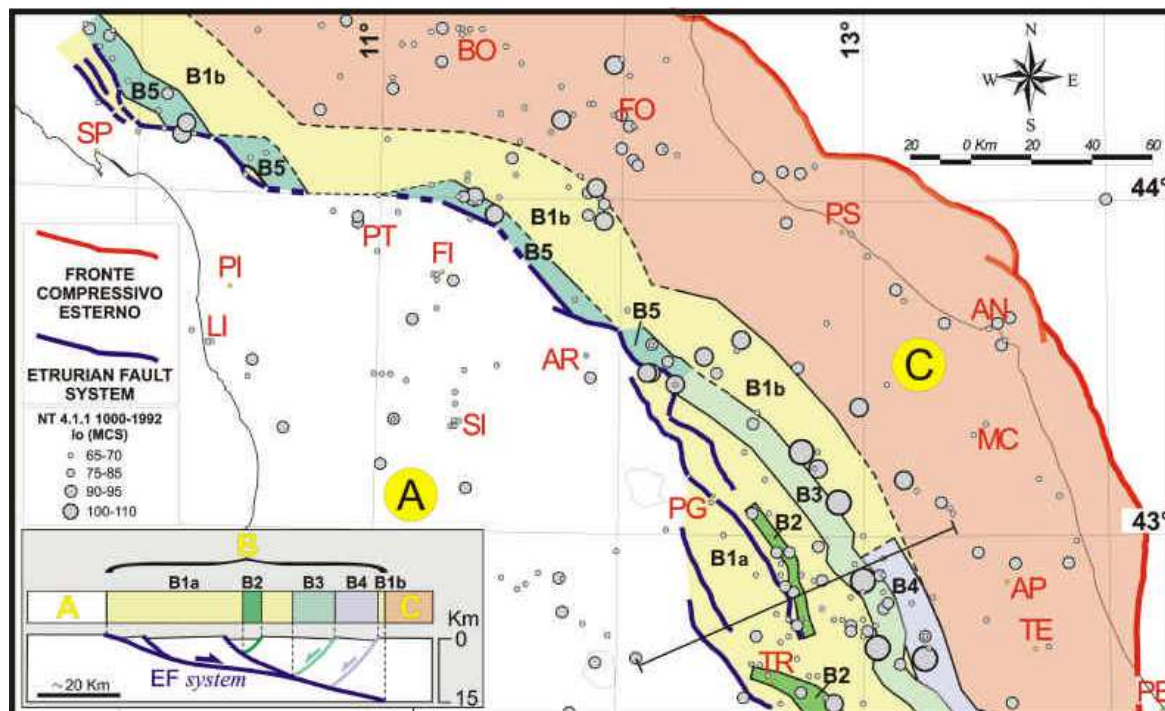 11°
13°
BO
B1b
N
W E
S
B5
FO
SP
20 0 Km 20 40 60
B5
44°
B1b
PS
PT
FI
B5
PI
FRONTE
COMPRESSIVO
ESTERNO
LI
AN
B5
AR
C
B1b
ETRURIAN FAULT
SYSTEM
NT 4.1.1 1000-1992
Io (MCS)
65-70
75-85
90-95
100-110
SI
MC
A
B3
PG
B2
43°
B
B1a
B4
B1a B2 B3 B4 B1b
AP
A
C
Km
0
TE
EF system
TR
B2
~20 Km
15
PE